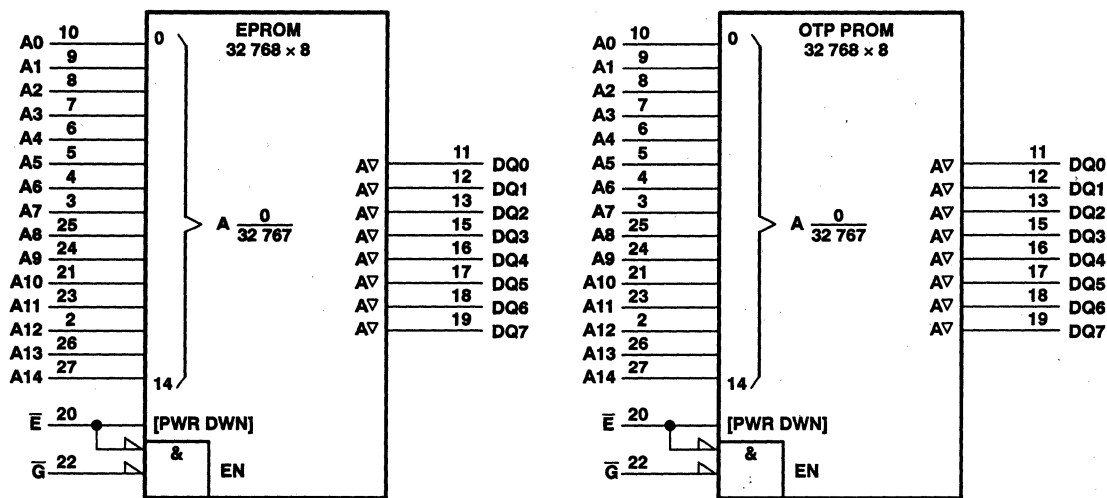 EPROM
32 768 × 8
A0 10 0
A1 9
A2 8
A3 7
A4 6
A5 5 A▽ 11 DQ0
A6 4 A▽ 12 DQ1
A7 3 A▽ 13 DQ2
A8 25 A 0/32 767 A▽ 15 DQ3
A9 24 A▽ 16 DQ4
A10 21 A▽ 17 DQ5
A11 23 A▽ 18 DQ6
A12 2 A▽ 19 DQ7
A13 26
A14 27 14
E̅ 20 [PWR DWN]
&
G̅ 22 EN
OTP PROM
32 768 × 8
A0 10 0
A1 9
A2 8
A3 7
A4 6
A5 5 A▽ 11 DQ0
A6 4 A▽ 12 DQ1
A7 3 A▽ 13 DQ2
A8 25 A 0/32 767 A▽ 15 DQ3
A9 24 A▽ 16 DQ4
A10 21 A▽ 17 DQ5
A11 23 A▽ 18 DQ6
A12 2 A▽ 19 DQ7
A13 26
A14 27 14
E̅ 20 [PWR DWN]
&
G̅ 22 EN